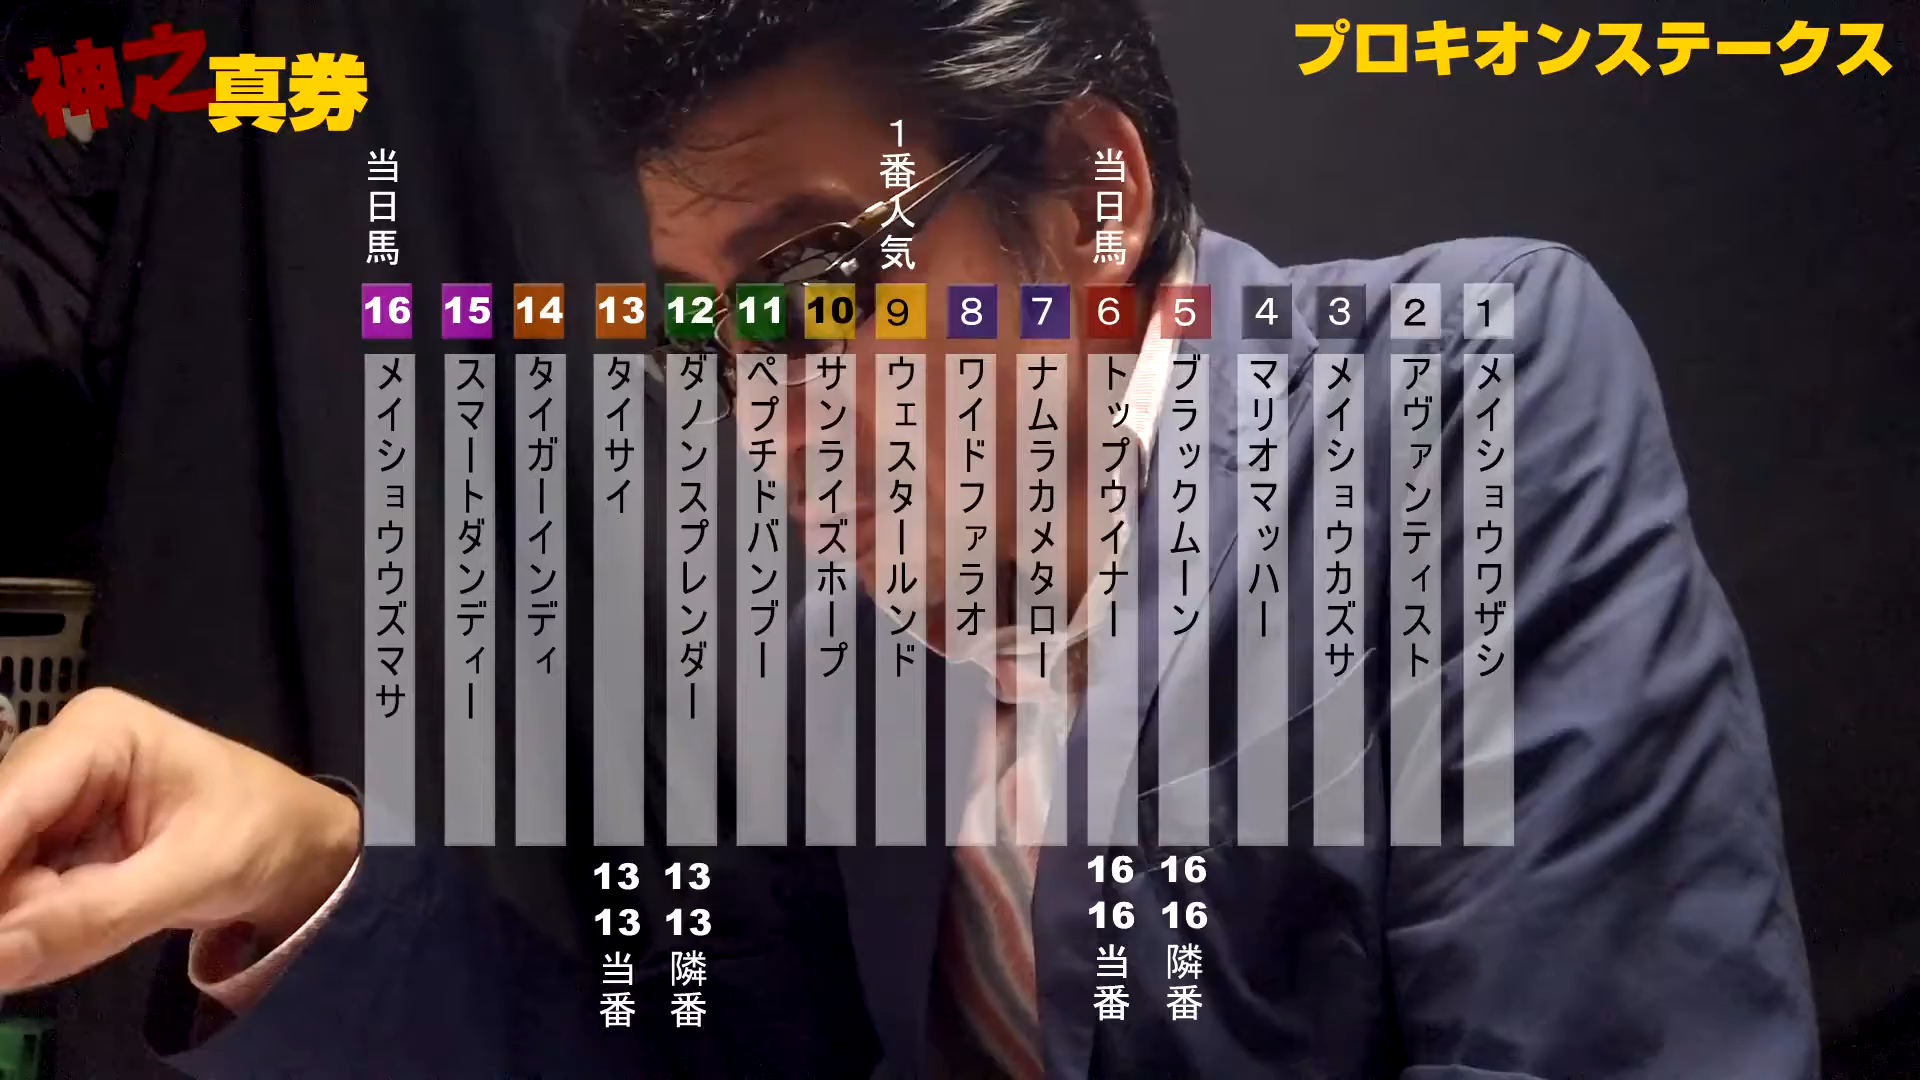 神之真券
プロキオンステークス
当日馬
1番人気
当日馬
1
2
3
4
5
6
7
8
9
10
11
12
13
14
15
16
メイショウワザシ
アヴァンティスト
メイショウカズサ
マリオマッハー
ブラックムーン
トップウイナー
ナムラカメタロー
ワイドファラオ
ウェスタールンド
サンライズホープ
ペプチドバンブー
ダノンスプレンダー
タイサイ
タイガーインディ
スマートダンディー
メイショウウズマサ
16
16
隣番
16
16
当番
13
13
隣番
13
13
当番